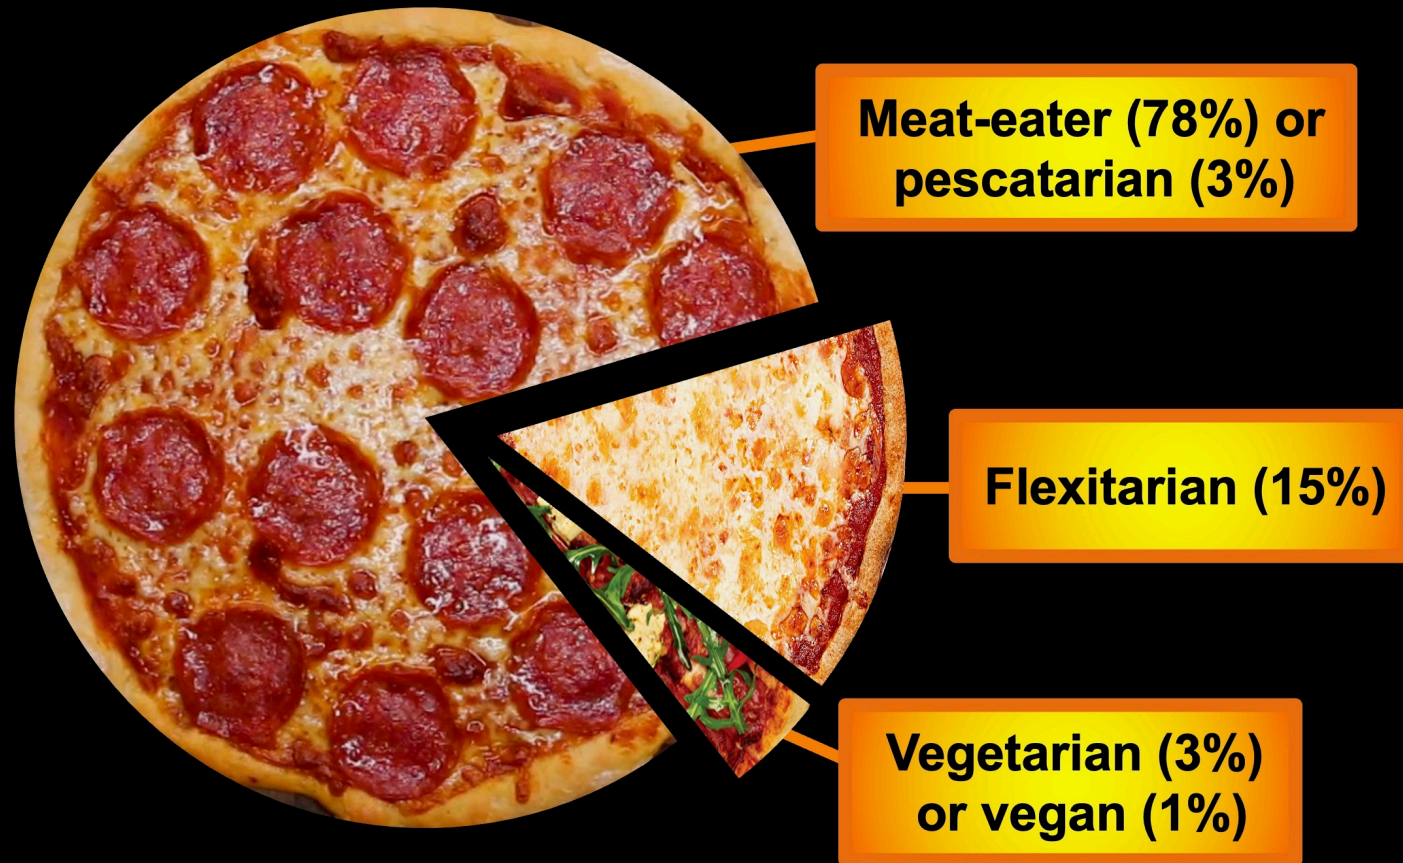 Meat-eater (78%) or
pescatarian (3%)
Flexitarian (15%)
Vegetarian (3%)
or vegan (1%)